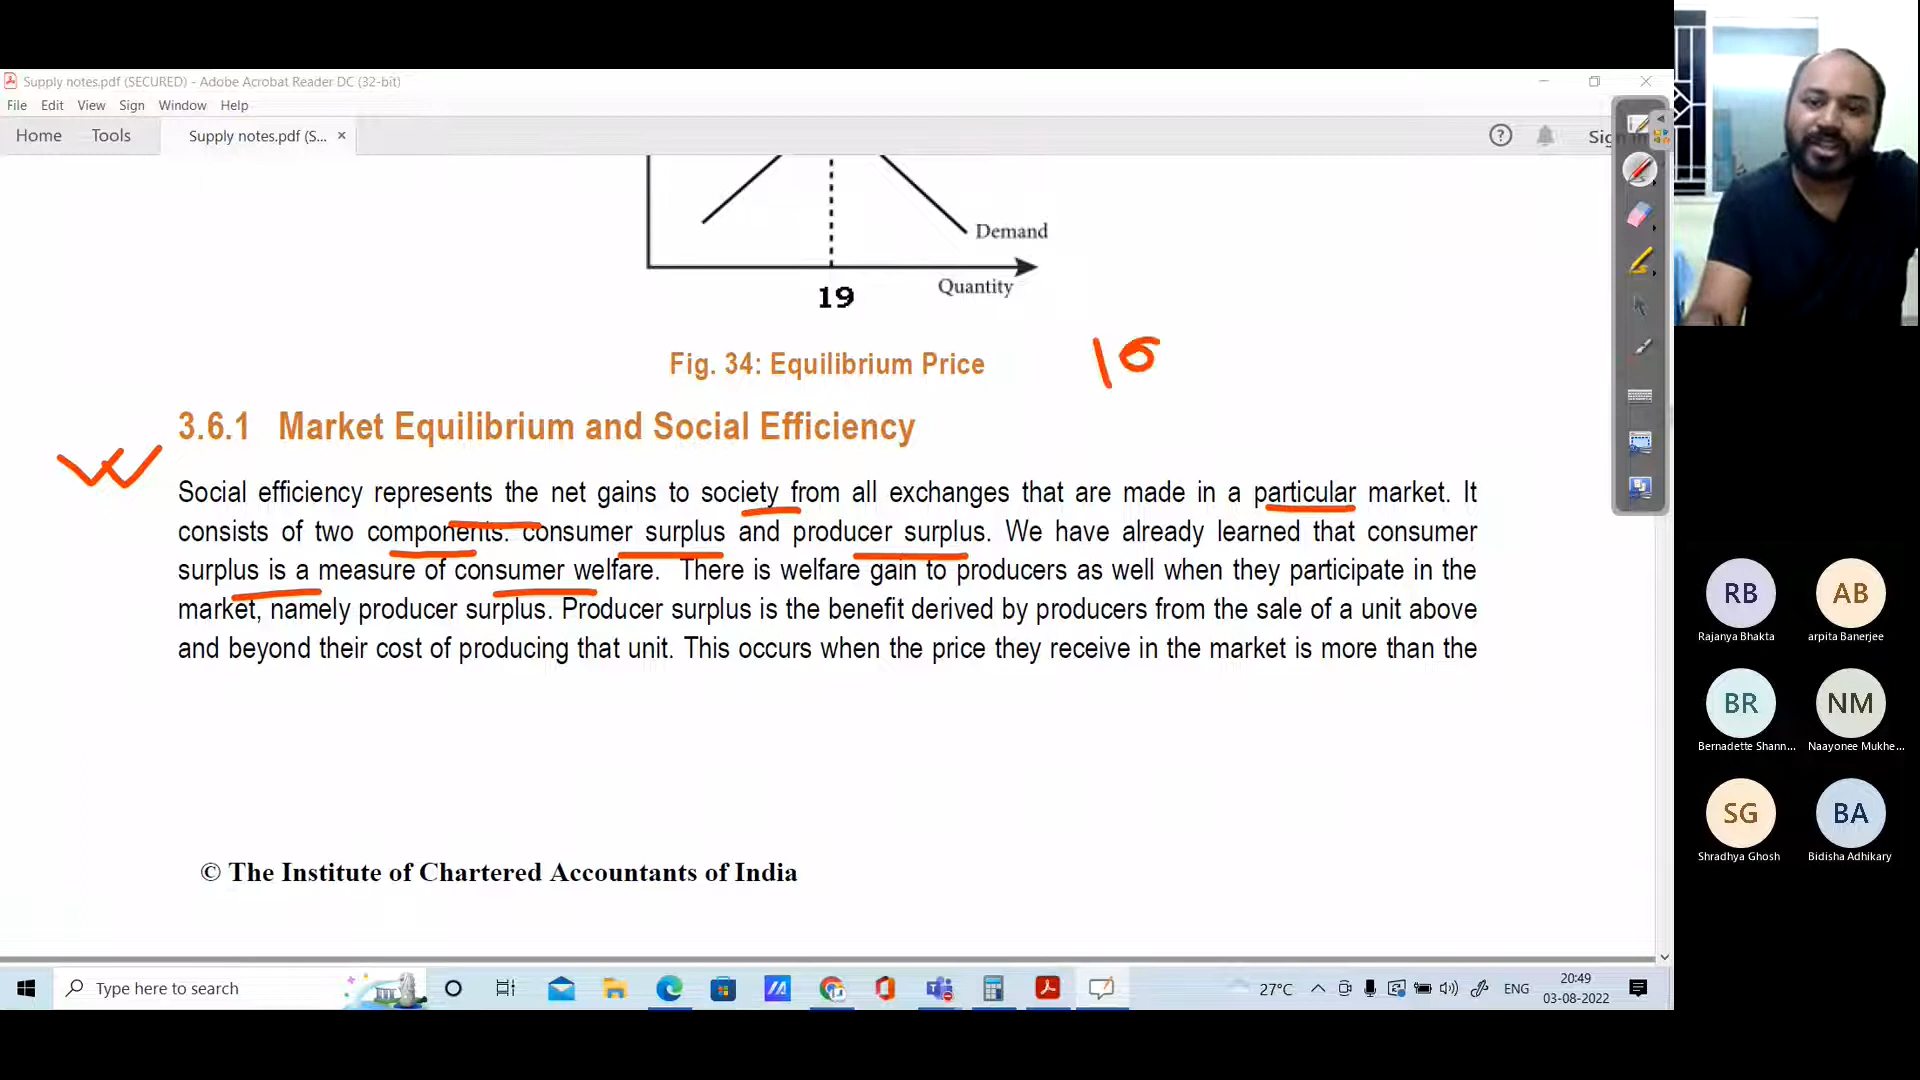 Supply notes.pdf (SECURED) - Adobe Acrobat Reader DC (32-bit)
File Edit View Sign Window Help
Home Tools Supply notes.pdf (S... ×
Sign In
Demand
Quantity
19
Fig. 34: Equilibrium Price
3.6.1 Market Equilibrium and Social Efficiency
Social efficiency represents the net gains to society from all exchanges that are made in a particular market. It
consists of two components: consumer surplus and producer surplus. We have already learned that consumer
surplus is a measure of consumer welfare. There is welfare gain to producers as well when they participate in the
market, namely producer surplus. Producer surplus is the benefit derived by producers from the sale of a unit above
and beyond their cost of producing that unit. This occurs when the price they receive in the market is more than the
© The Institute of Chartered Accountants of India
RB
Rajanya Bhakta
AB
arpita Banerjee
BR
Bernadette Shann...
NM
Naayonee Mukhe...
SG
Shradhya Ghosh
BA
Bidisha Adhikary
Type here to search
27°C
ENG
20:49
03-08-2022